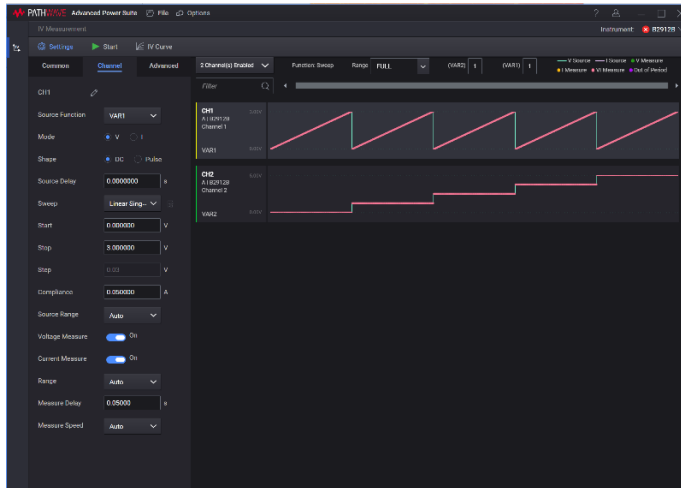 PATHWAVE Advanced Power Suite File Options ?
IV Measurement Instrument: B2912B
Settings Start IV Curve
Common Channel Advanced
2 Channel(s) Enabled Function: Sweep Range FULL (VAR2) 1 (VAR1) 1
V Source I Source V Measure
I Measure VI Measure Out of Period
Filter
CH1
Source Function VAR1
Mode V I
Shape DC Pulse
Source Delay 0.0000000 s
Sweep Linear Sing...
Start 0.000000 V
Stop 3.000000 V
Step 0.03 V
Compliance 0.050000 A
Source Range Auto
Voltage Measure On
Current Measure On
Range Auto
Measure Delay 0.05000 s
Measure Speed Auto
CH1
A | B2912B
Channel 1
VAR1
CH2
A | B2912B
Channel 2
VAR2